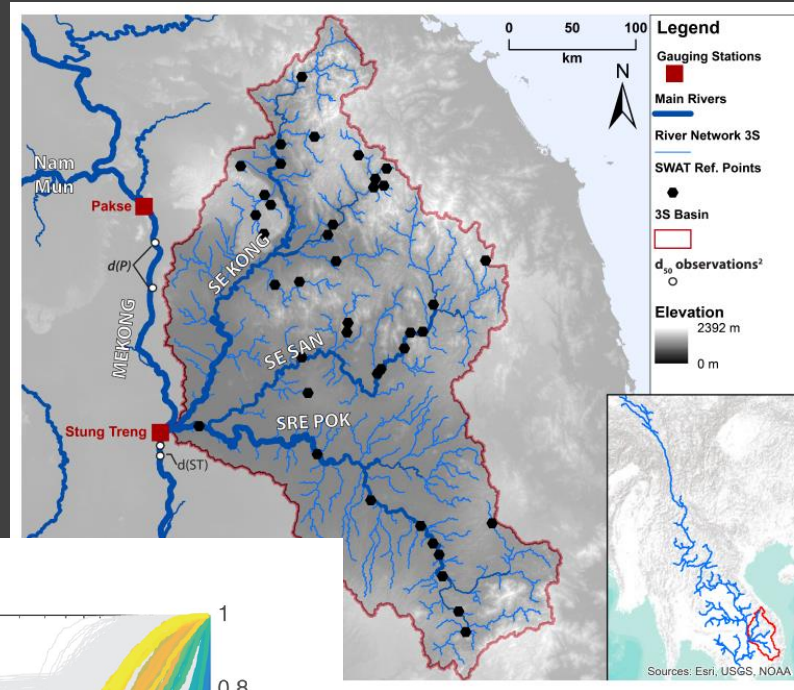 0 50 100
km
N
Nam
Mun
Pakse
d(P)
MEKONG
SE KONG
SE SAN
SRE POK
Stung Treng
d(ST)
Legend
Gauging Stations
Main Rivers
River Network 3S
SWAT Ref. Points
3S Basin
d50 observations2
Elevation
2392 m
0 m
Sources: Esri, USGS, NOAA
1
0.8